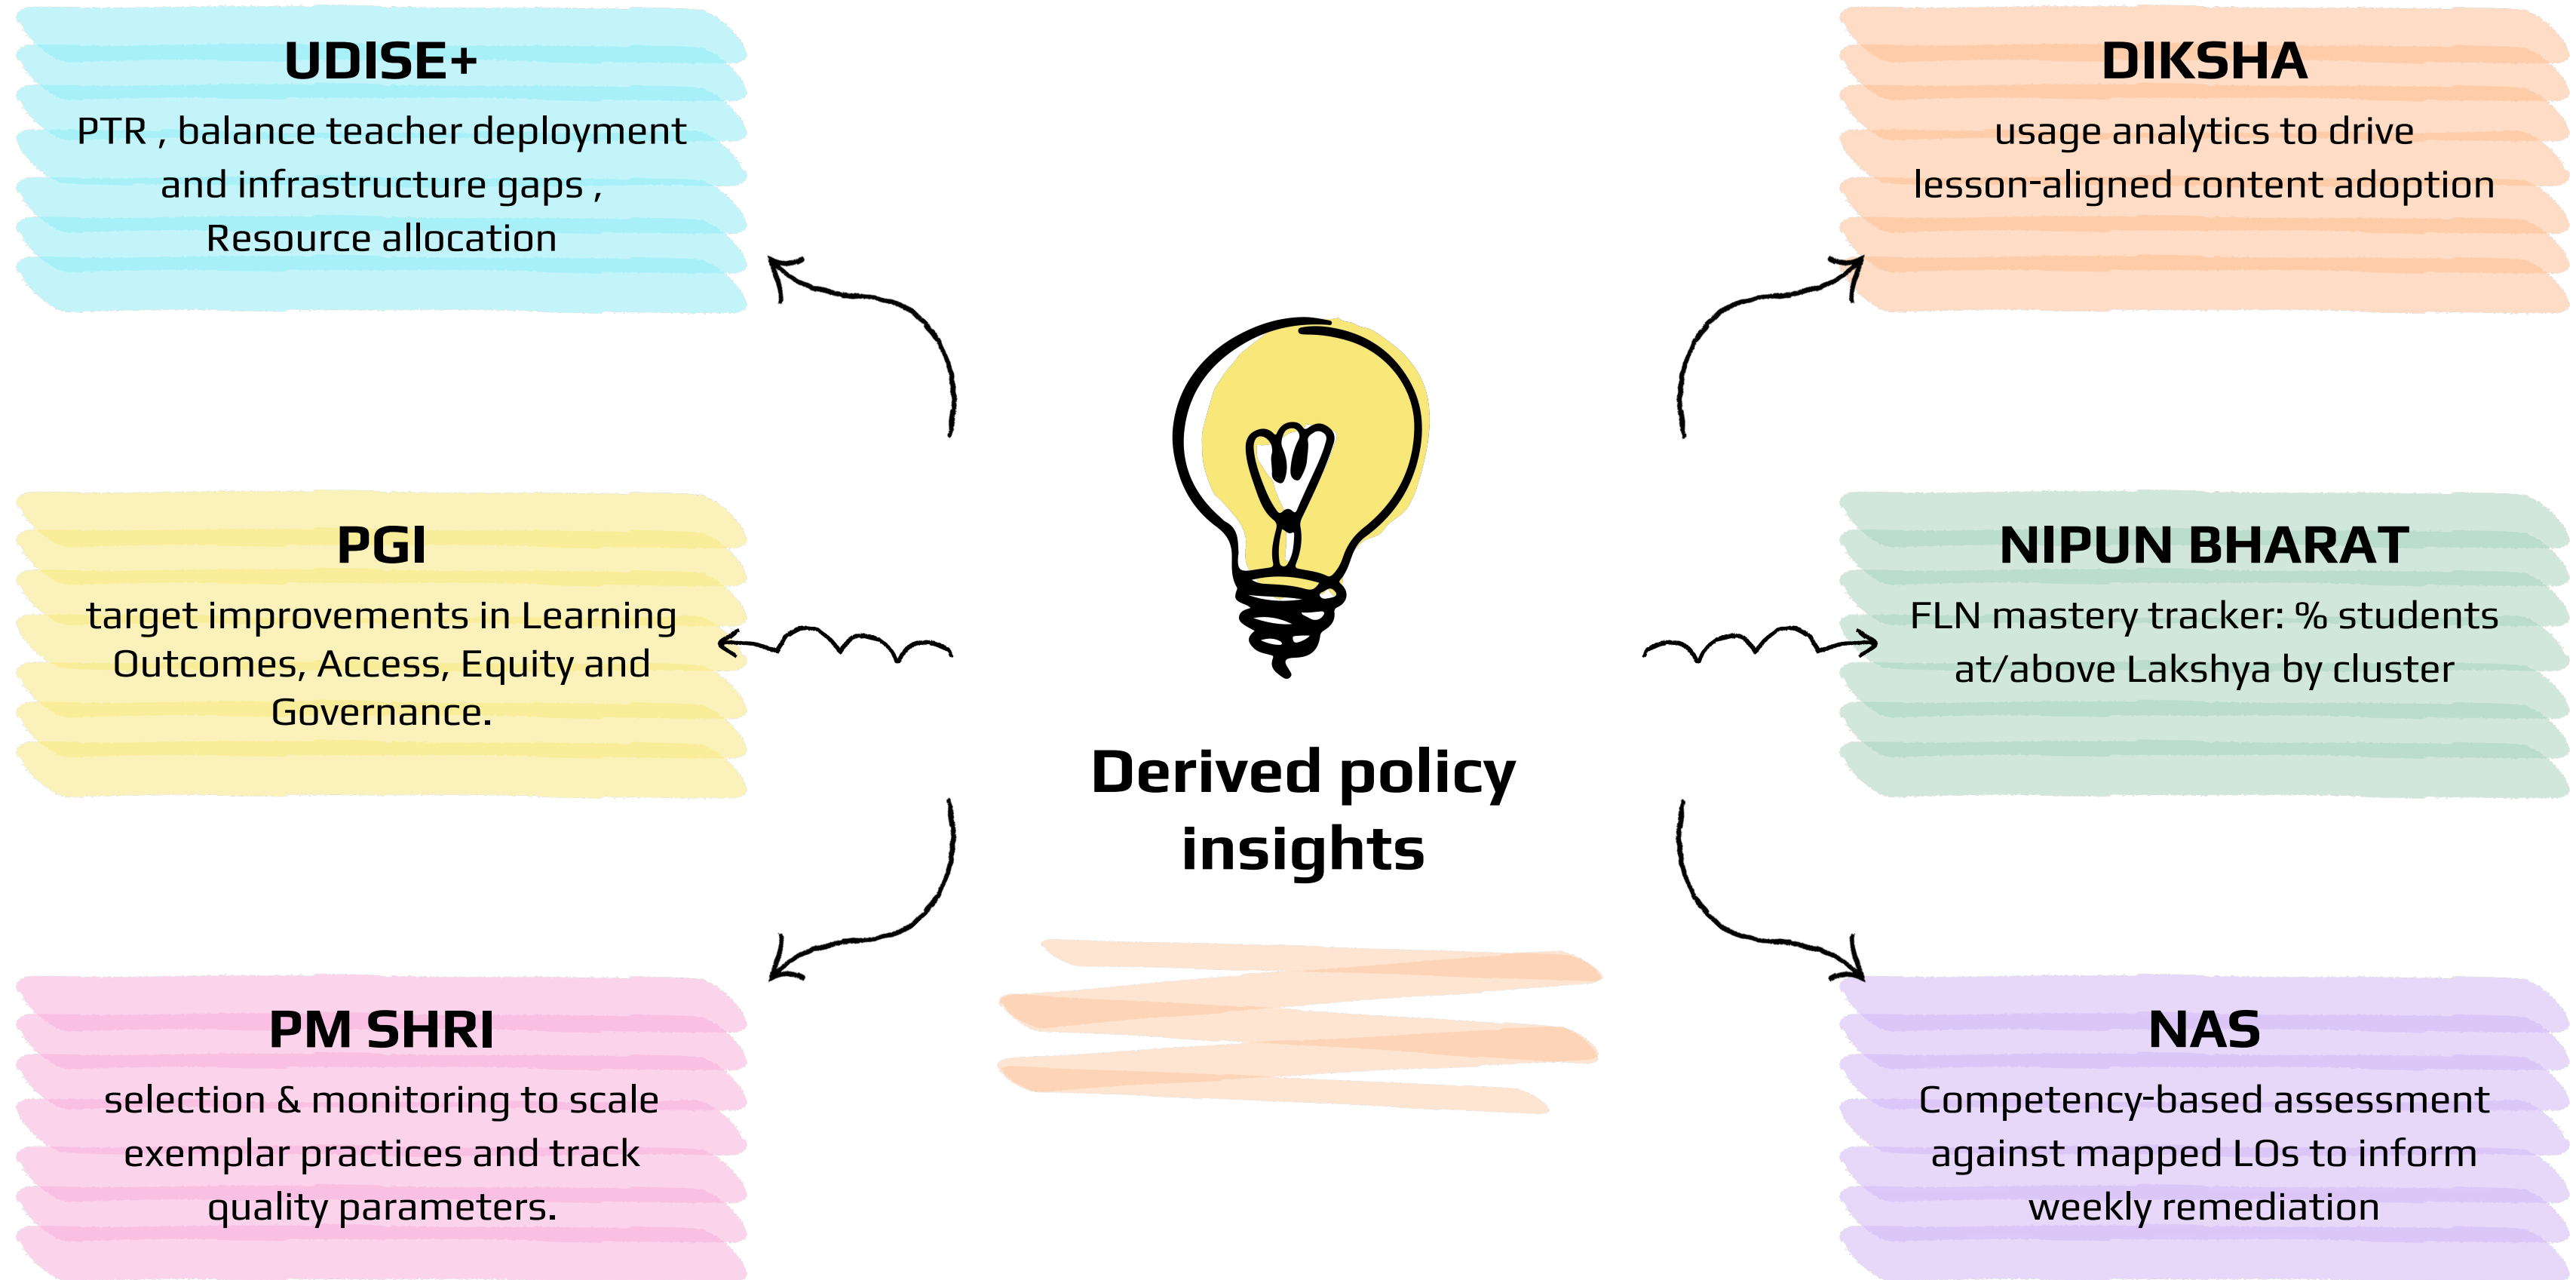 UDISE+
PTR , balance teacher deployment
and infrastructure gaps ,
Resource allocation
PGI
target improvements in Learning
Outcomes, Access, Equity and
Governance.
PM SHRI
selection & monitoring to scale
exemplar practices and track
quality parameters.
Derived policy
insights
DIKSHA
usage analytics to drive
lesson-aligned content adoption
NIPUN BHARAT
FLN mastery tracker: % students
at/above Lakshya by cluster
NAS
Competency-based assessment
against mapped LOs to inform
weekly remediation